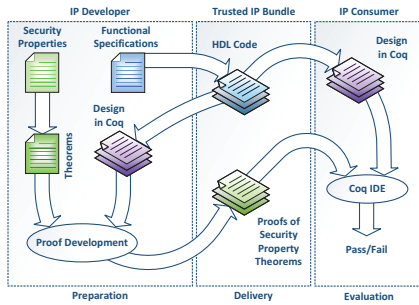 IP Developer
Trusted IP Bundle
IP Consumer
Security
Properties
Functional
Specifications
HDL Code
Design
in Coq
Design
in Coq
Theorems
Coq IDE
Proof Development
Proofs of
Security
Property
Theorems
Pass/Fail
Preparation
Delivery
Evaluation